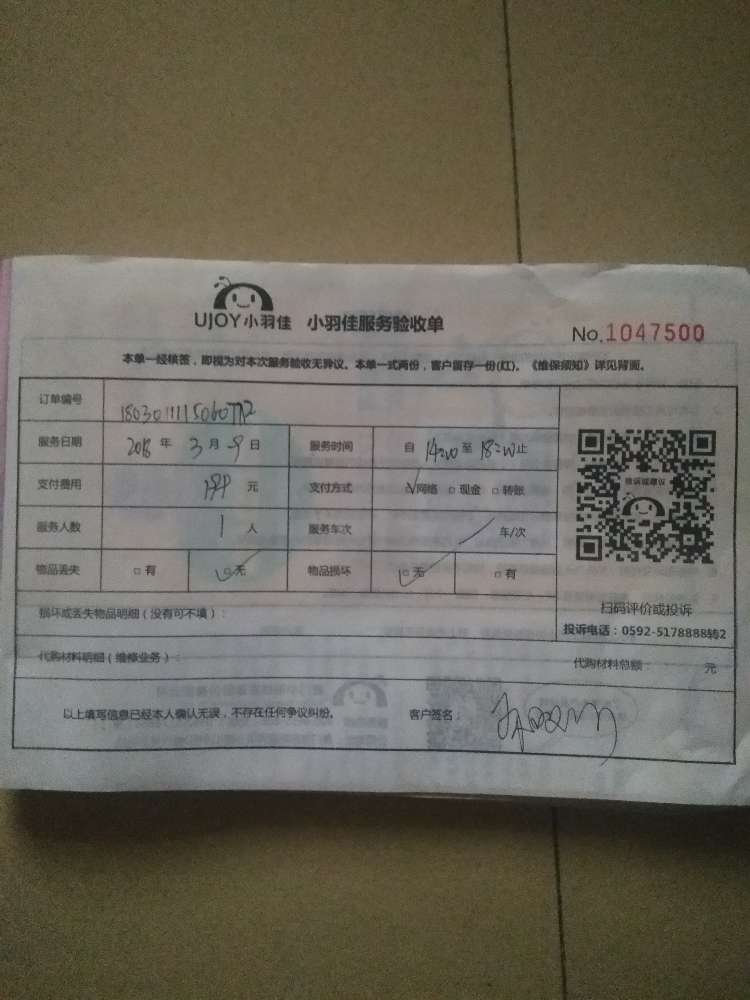 UJOY小羽佳 小羽佳服务验收单
No.1047500
本单一经核签，即视为对本次服务验收无异议。本单一式两份，客户留存一份(红)。《维保须知》详见背面。
订单编号
服务日期 2018 年 3 月 9 日 服务时间 自 14:00 至 18:00 止
支付费用 元 支付方式 网络 □ 现金 □ 转账
服务人数 1 人 服务车次 车/次
物品丢失 □ 有 □ 无 物品损坏 □ 无 □ 有
损坏或丢失物品明细（没有可不填）：
投诉或建议
扫码评价或投诉
投诉电话：0592-5178888转2
代购材料明细（维修业务）： 代购材料总额： 元
以上填写信息已经本人确认无误，不存在任何争议纠纷。 客户签名：